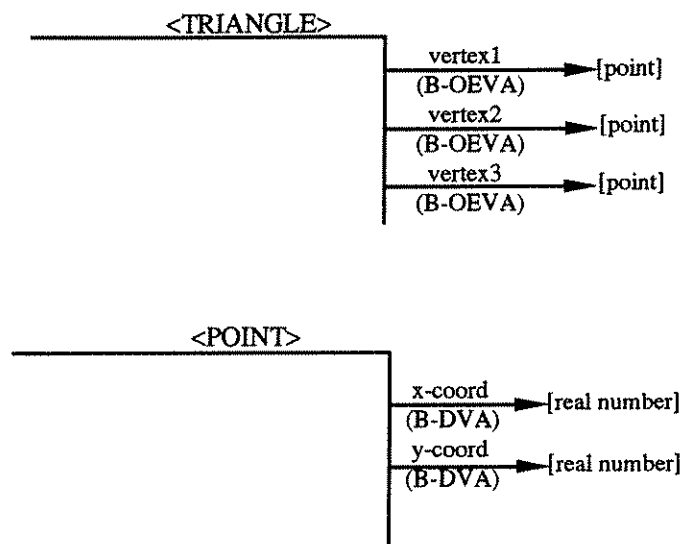 <TRIANGLE>
vertex1
[point]
(B-OEVA)
vertex2
[point]
(B-OEVA)
vertex3
[point]
(B-OEVA)
<POINT>
x-coord
[real number]
(B-DVA)
y-coord
[real number]
(B-DVA)